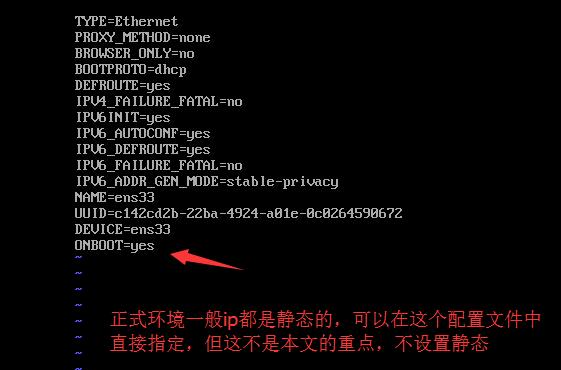 TYPE=Ethernet
PROXY_METHOD=none
BROWSER_ONLY=no
BOOTPROTO=dhcp
DEFROUTE=yes
IPV4_FAILURE_FATAL=no
IPV6INIT=yes
IPV6_AUTOCONF=yes
IPV6_DEFROUTE=yes
IPV6_FAILURE_FATAL=no
IPV6_ADDR_GEN_MODE=stable-privacy
NAME=ens33
UUID=c142cd2b-22ba-4924-a01e-0c0264590672
DEVICE=ens33
ONBOOT=yes
~
~
~
~
~
~
~
~
正式环境一般ip都是静态的，可以在这个配置文件中
直接指定，但这不是本文的重点，不设置静态